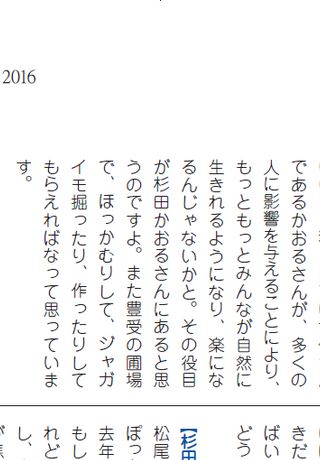 2016
であるかおるさんが、多くの
人に影響を与えることにより、
もっともっとみんなが自然に
生きれるようになり、楽にな
るんじゃないかと。その役目
が杉田かおるさんにあると思
うのですよ。また豊受の圃場
で、ほっかむりして、ジャガ
イモ掘ったり、作ったりして
もらえればなって思っていま
す。
きだ
ばい
どう
【杉田
松尾
ぽっ
去年
もし
れど
し、